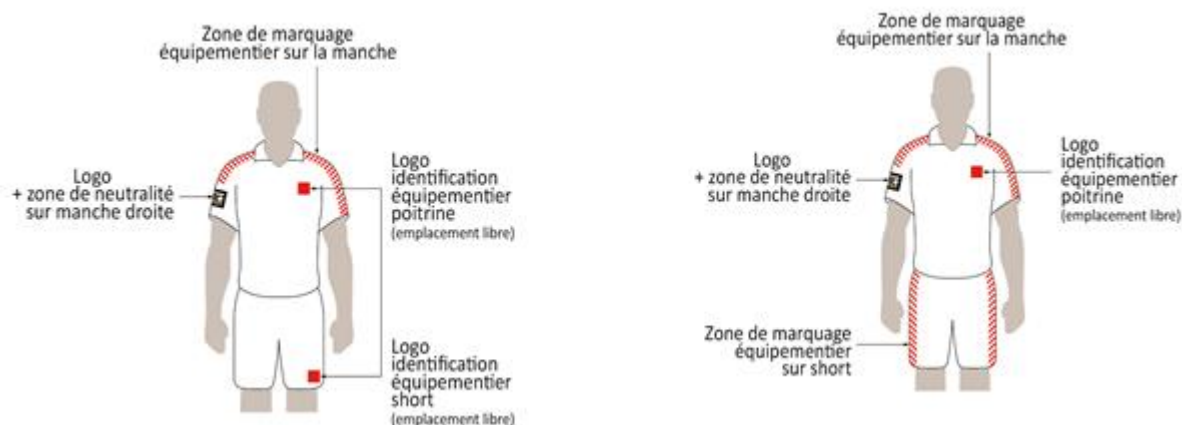 Zone de marquage
équipementier sur la manche
Logo
+ zone de neutralité
sur manche droite
Logo
identification
équipementier
poitrine
(emplacement libre)
Logo
identification
équipementier
short
(emplacement libre)
Zone de marquage
équipementier sur la manche
Logo
+ zone de neutralité
sur manche droite
Logo
identification
équipementier
poitrine
(emplacement libre)
Zone de marquage
équipementier
sur short